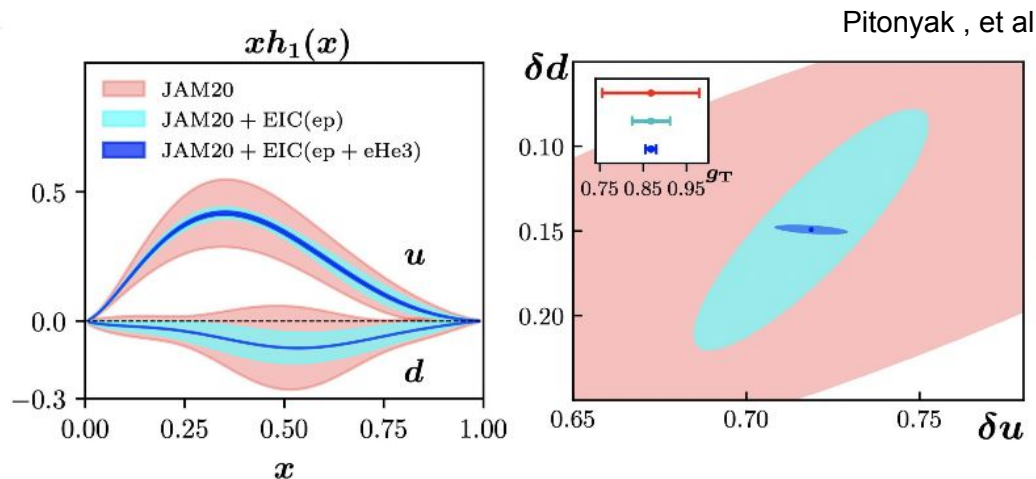 Pitonyak , et al
xh₁(x)
JAM20
JAM20 + EIC(ep)
JAM20 + EIC(ep + eHe3)
0.5
0.0
−0.3
u
d
0.00 0.25 0.50 0.75 1.00
x
δd
0.10
0.15
0.20
0.75 0.85 0.95 g_T
0.65 0.70 0.75
δu